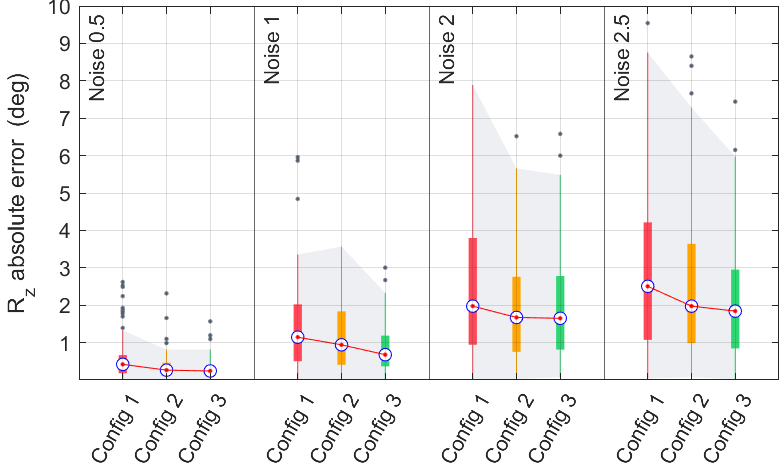 10
9
8
7
6
5
4
3
2
1
R_z absolute error (deg)
Noise 0.5
Noise 1
Noise 2
Noise 2.5
Config 1
Config 2
Config 3
Config 1
Config 2
Config 3
Config 1
Config 2
Config 3
Config 1
Config 2
Config 3